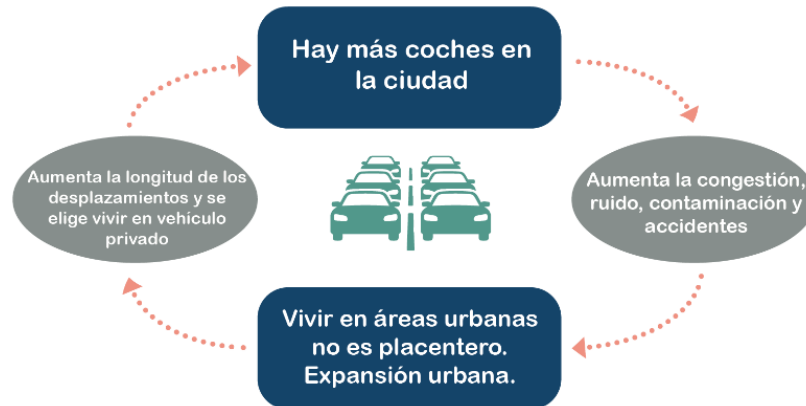 Hay más coches en
la ciudad
Aumenta la congestión,
ruido, contaminación y
accidentes
Vivir en áreas urbanas
no es placentero.
Expansión urbana.
Aumenta la longitud de los
desplazamientos y se
elige vivir en vehículo
privado